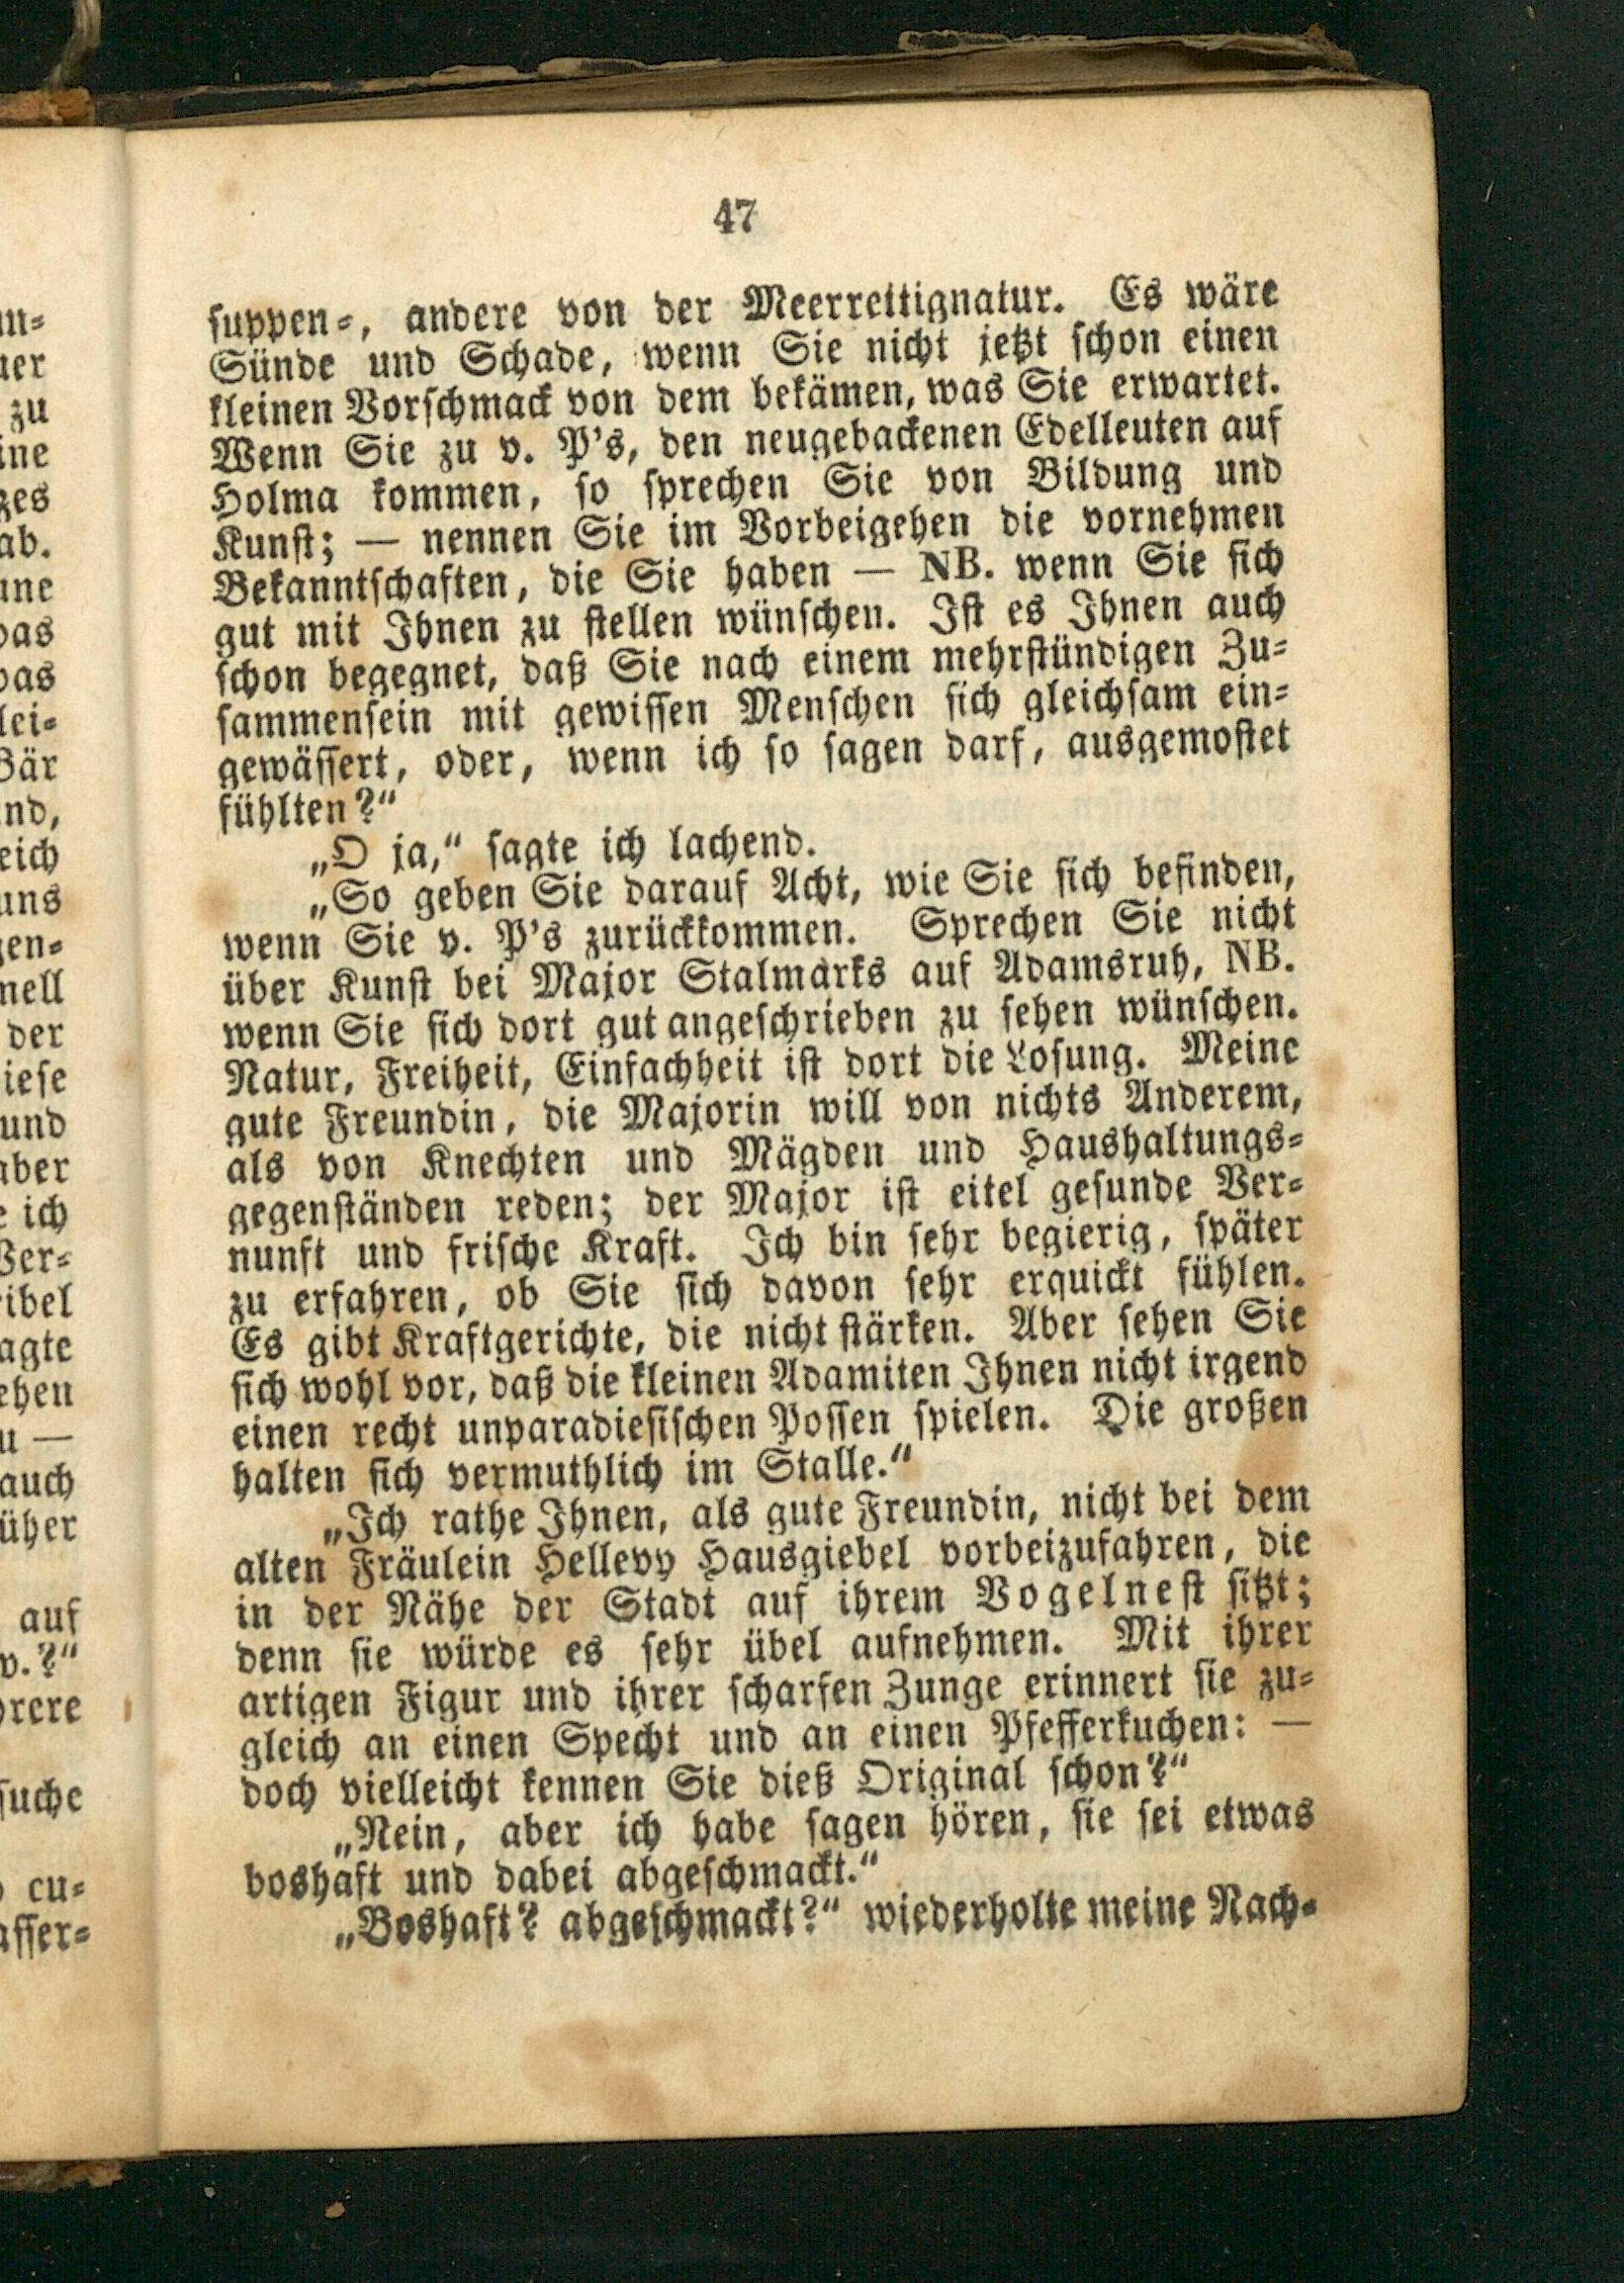 47
suppen-, andere von der Meerrettignatur. Es wäre
Sünde und Schade, wenn Sie nicht jetzt schon einen
kleinen Vorschmack von dem bekämen, was Sie erwartet.
Wenn Sie zu v. P's, den neugebackenen Edelleuten auf
Holma kommen, so sprechen Sie von Bildung und
Kunst; — nennen Sie im Vorbeigehen die vornehmen
Bekanntschaften, die Sie haben — NB. wenn Sie sich
gut mit Ihnen zu stellen wünschen. Ist es Ihnen auch
schon begegnet, daß Sie nach einem mehrstündigen Zu-
sammensein mit gewissen Menschen sich gleichsam ein-
gewässert, oder, wenn ich so sagen darf, ausgemostet
fühlten?“
„O ja,“ sagte ich lachend.
„So geben Sie darauf Acht, wie Sie sich befinden,
wenn Sie v. P's zurückkommen. Sprechen Sie nicht
über Kunst bei Major Stalmarks auf Adamsruh, NB.
wenn Sie sich dort gut angeschrieben zu sehen wünschen.
Natur, Freiheit, Einfachheit ist dort die Losung. Meine
gute Freundin, die Majorin will von nichts Anderem,
als von Knechten und Mägden und Haushaltungs-
gegenständen reden; der Major ist eitel gesunde Ver-
nunft und frische Kraft. Ich bin sehr begierig, später
zu erfahren, ob Sie sich davon sehr erquickt fühlen.
Es gibt Kraftgerichte, die nicht stärken. Aber sehen Sie
sich wohl vor, daß die kleinen Adamiten Ihnen nicht irgend
einen recht unparadiesischen Possen spielen. Die großen
halten sich vermuthlich im Stalle.“
„Ich rathe Ihnen, als gute Freundin, nicht bei dem
alten Fräulein Hellevy Hausgiebel vorbeizufahren, die
in der Nähe der Stadt auf ihrem Vogelnest sitzt;
denn sie würde es sehr übel aufnehmen. Mit ihrer
artigen Figur und ihrer scharfen Zunge erinnert sie zu-
gleich an einen Specht und an einen Pfefferkuchen: —
doch vielleicht kennen Sie dieß Original schon?“
„Nein, aber ich habe sagen hören, sie sei etwas
boshaft und dabei abgeschmackt.“
„Boshaft? abgeschmackt?“ wiederholte meine Nach-